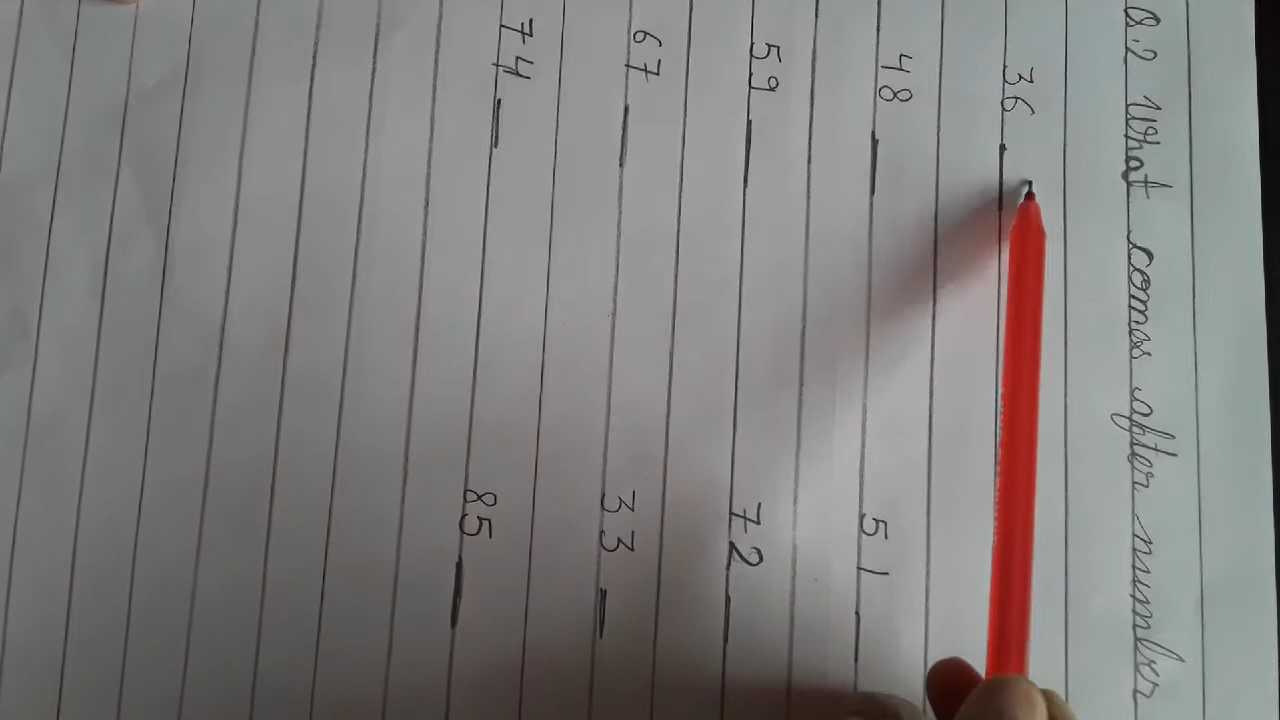 Q.2 What comes after number
36 _
48 _ 51 _
59 _ 72 _
67 _ 33 _
74 _ 85 _